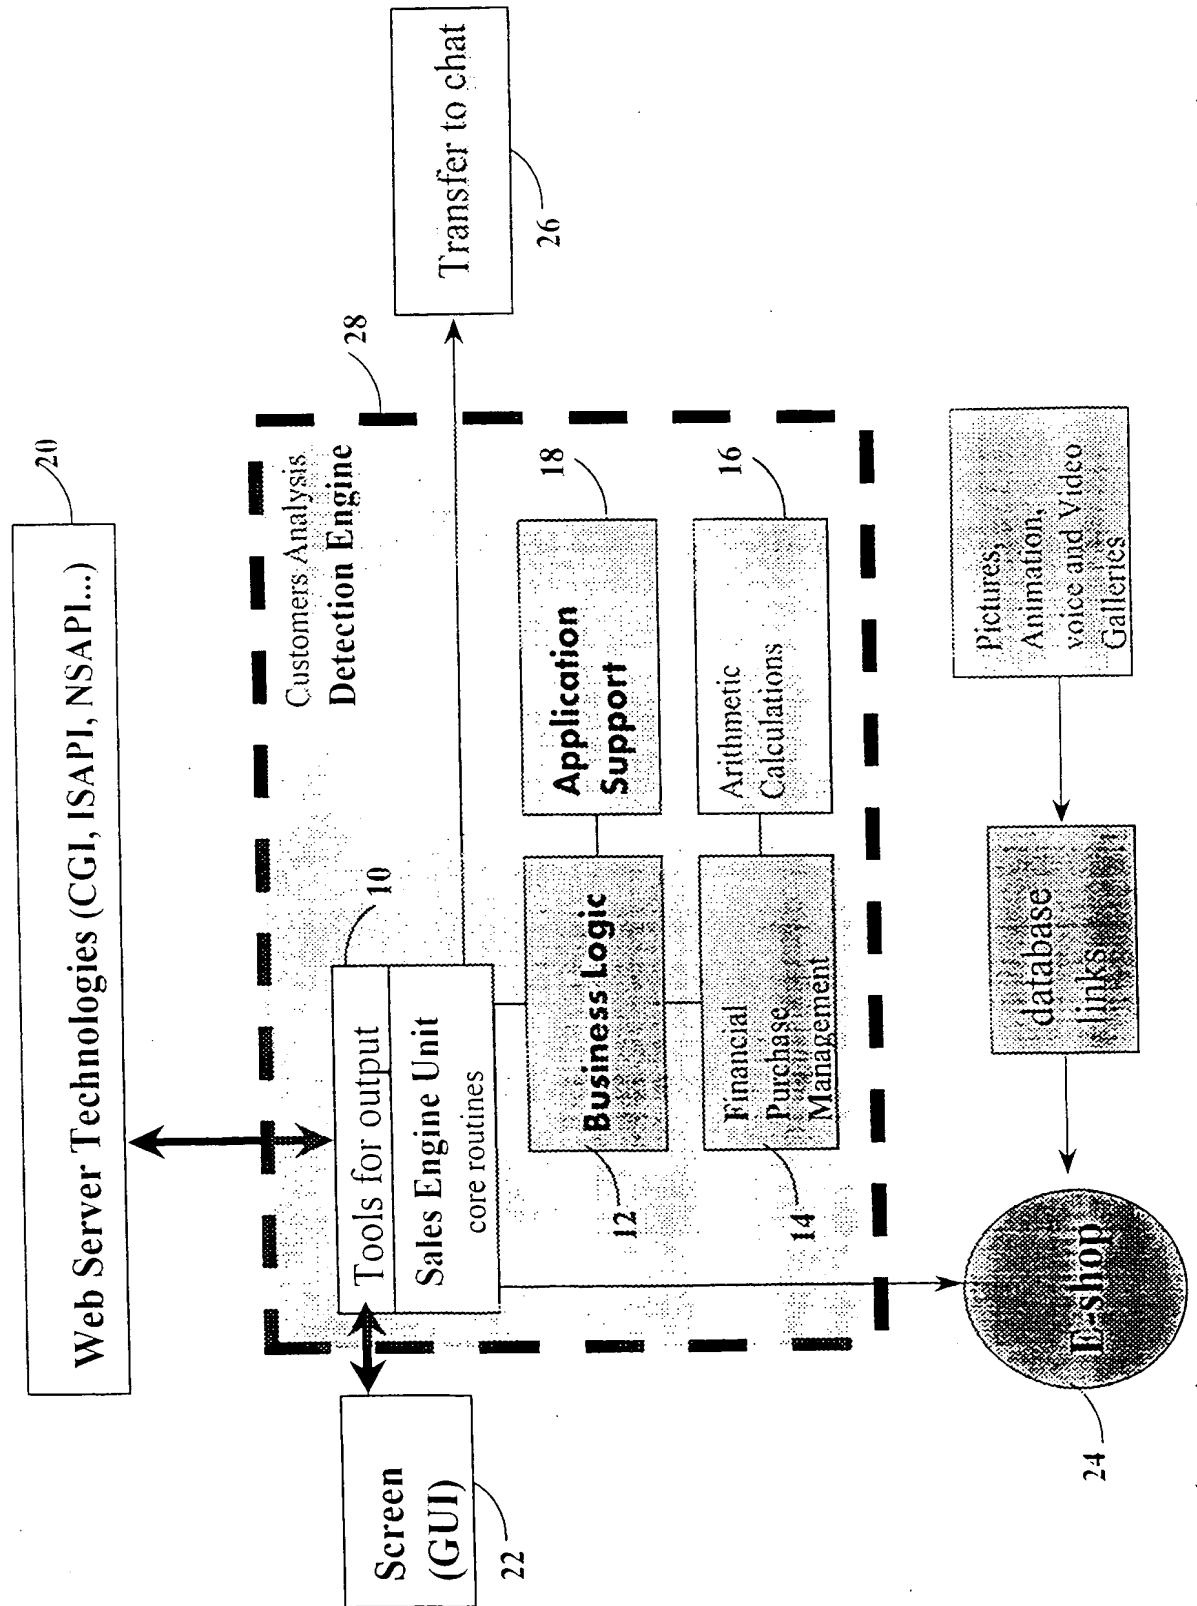 Web Server Technologies (CGI, ISAPI, NSAPI...)
20
Customers Analysis
Detection Engine
28
Screen
(GUI)
22
Tools for output
Sales Engine Unit
core routines
10
Transfer to chat
26
Business Logic
12
Application
Support
18
Financial
Purchase
Management
14
Arithmetic
Calculations
16
E-shop
24
database
links
Pictures,
Animation,
voice and Video
Galleries